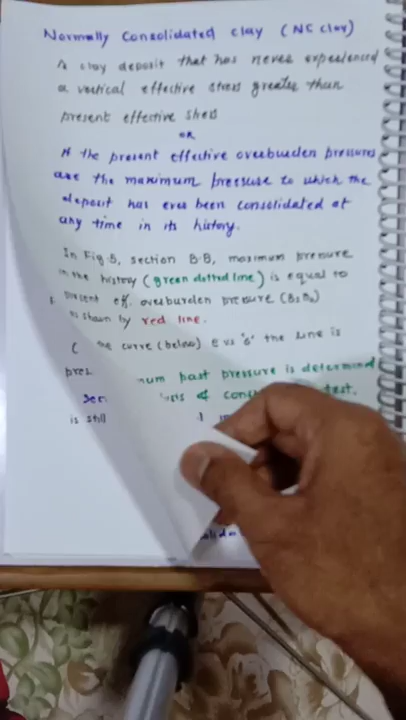 Normally Consolidated clay (NC clay)
A clay deposit that has never experienced
a vertical effective stress greater than
present effective stress
OR
If the present effective overburden pressures
are the maximum pressure to which the
deposit has ever been consolidated at
any time in its history.
In Fig 5, section B-B, maximum pressure
in the history (green dotted line) is equal to
present eff. overburden pressure
as shown by red line.
curve (below) e vs the line is
past pressure is determined
test.
is still